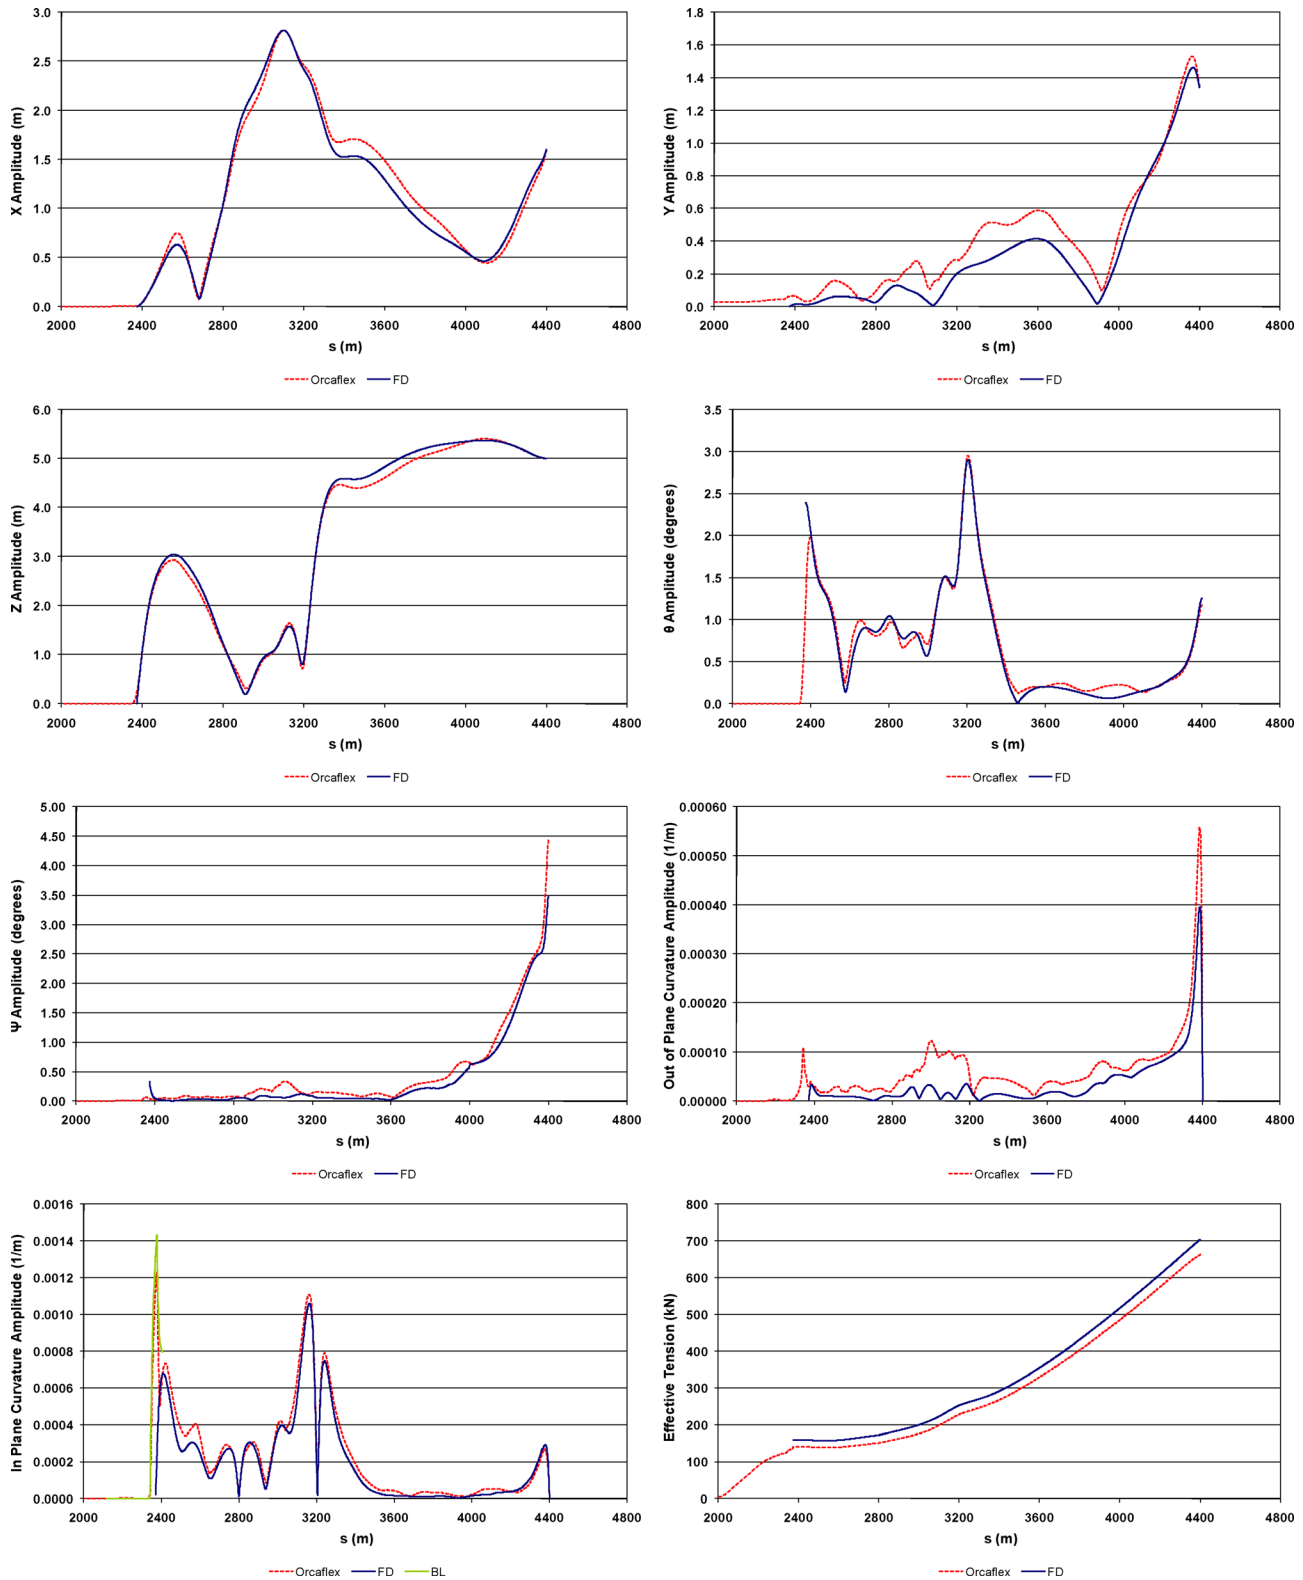 X Amplitude (m)
3.0
2.5
2.0
1.5
1.0
0.5
0.0
2000 2400 2800 3200 3600 4000 4400 4800
s (m)
Orcaflex FD
Y Amplitude (m)
1.8
1.6
1.4
1.2
1.0
0.8
0.6
0.4
0.2
0.0
2000 2400 2800 3200 3600 4000 4400 4800
s (m)
Orcaflex FD
Z Amplitude (m)
6.0
5.0
4.0
3.0
2.0
1.0
0.0
2000 2400 2800 3200 3600 4000 4400 4800
s (m)
Orcaflex FD
θ Amplitude (degrees)
3.5
3.0
2.5
2.0
1.5
1.0
0.5
0.0
2000 2400 2800 3200 3600 4000 4400 4800
s (m)
Orcaflex FD
Ψ Amplitude (degrees)
5.00
4.50
4.00
3.50
3.00
2.50
2.00
1.50
1.00
0.50
0.00
2000 2400 2800 3200 3600 4000 4400 4800
s (m)
Orcaflex FD
Out of Plane Curvature Amplitude (1/m)
0.00060
0.00050
0.00040
0.00030
0.00020
0.00010
0.00000
2000 2400 2800 3200 3600 4000 4400 4800
s (m)
Orcaflex FD
In Plane Curvature Amplitude (1/m)
0.0016
0.0014
0.0012
0.0010
0.0008
0.0006
0.0004
0.0002
0.0000
2000 2400 2800 3200 3600 4000 4400 4800
s (m)
Orcaflex FD BL
Effective Tension (kN)
800
700
600
500
400
300
200
100
0
2000 2400 2800 3200 3600 4000 4400 4800
s (m)
Orcaflex FD